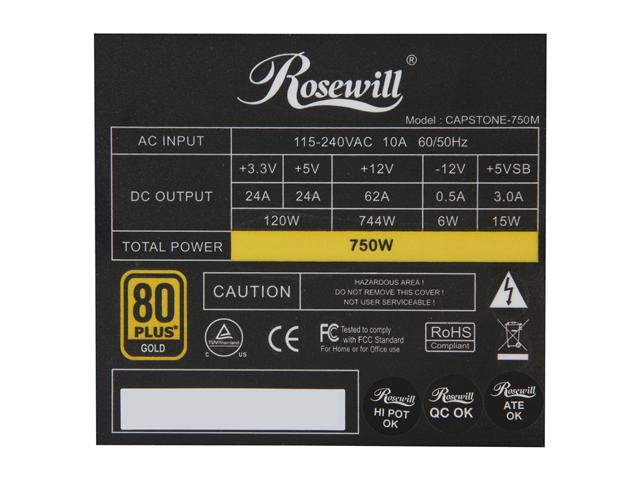 Rosewill®
Model : CAPSTONE-750M
AC INPUT 115-240VAC 10A 60/50Hz
DC OUTPUT +3.3V +5V +12V -12V +5VSB
24A 24A 62A 0.5A 3.0A
120W 744W 6W 15W
TOTAL POWER 750W
80
PLUS®
GOLD
CAUTION
HAZARDOUS AREA !
DO NOT REMOVE THIS COVER !
NOT USER SERVICEABLE !
TÜVRheinland
C US
CE
FC Tested to comply
with FCC Standard
For Home or for Office use
RoHS
Compliant
Rosewill
HI POT
OK
Rosewill
QC OK
Rosewill
ATE
OK